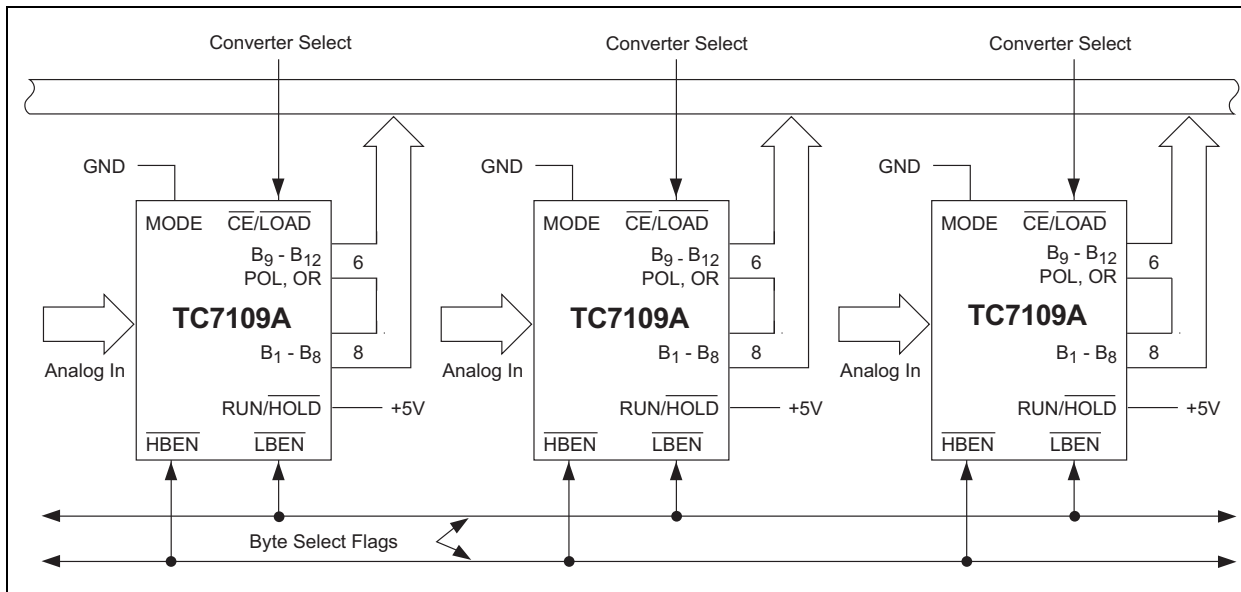 Converter Select
Converter Select
Converter Select
GND
MODE
CE/LOAD
B9 - B12
6
POL, OR
TC7109A
B1 - B8
8
Analog In
RUN/HOLD
+5V
HBEN
LBEN
GND
MODE
CE/LOAD
B9 - B12
6
POL, OR
TC7109A
B1 - B8
8
Analog In
RUN/HOLD
+5V
HBEN
LBEN
GND
MODE
CE/LOAD
B9 - B12
6
POL, OR
TC7109A
B1 - B8
8
Analog In
RUN/HOLD
+5V
HBEN
LBEN
Byte Select Flags